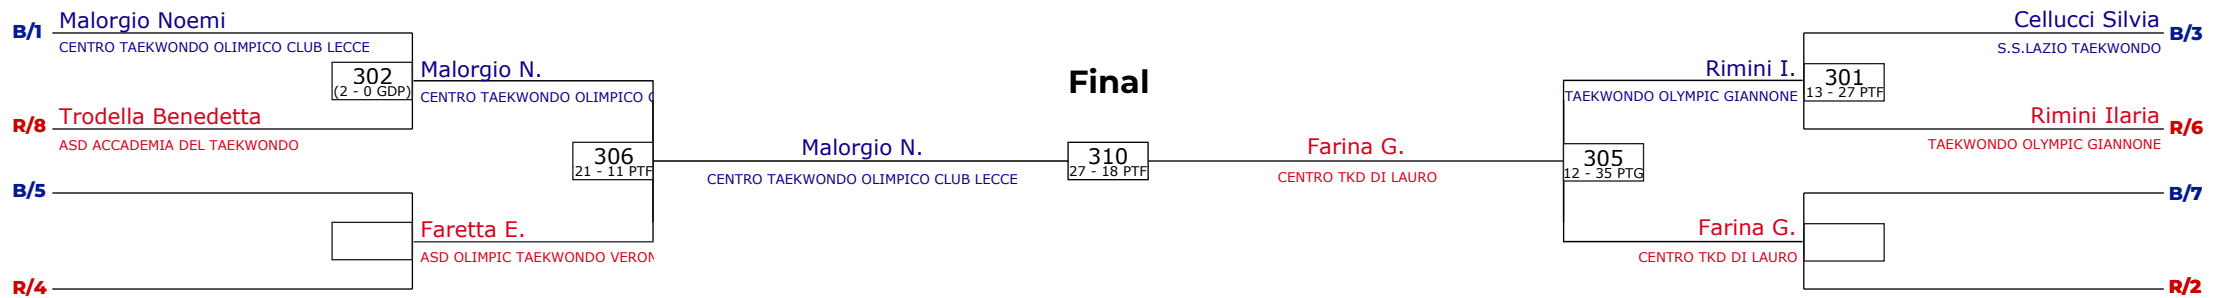 B/1
Malorgio Noemi
CENTRO TAEKWONDO OLIMPICO CLUB LECCE
302
(2 - 0 GDP)
R/8
Trodella Benedetta
ASD ACCADEMIA DEL TAEKWONDO
Malorgio N.
CENTRO TAEKWONDO OLIMPICO
306
21 - 11 PTF
B/5
R/4
Faretta E.
ASD OLIMPIC TAEKWONDO VERON
Malorgio N.
CENTRO TAEKWONDO OLIMPICO CLUB LECCE
Final
310
27 - 18 PTF
Farina G.
CENTRO TKD DI LAURO
305
12 - 35 PTG
Rimini I.
TAEKWONDO OLYMPIC GIANNONE
301
13 - 27 PTF
Cellucci Silvia
S.S.LAZIO TAEKWONDO
B/3
Rimini Ilaria
TAEKWONDO OLYMPIC GIANNONE
R/6
Farina G.
CENTRO TKD DI LAURO
B/7
R/2